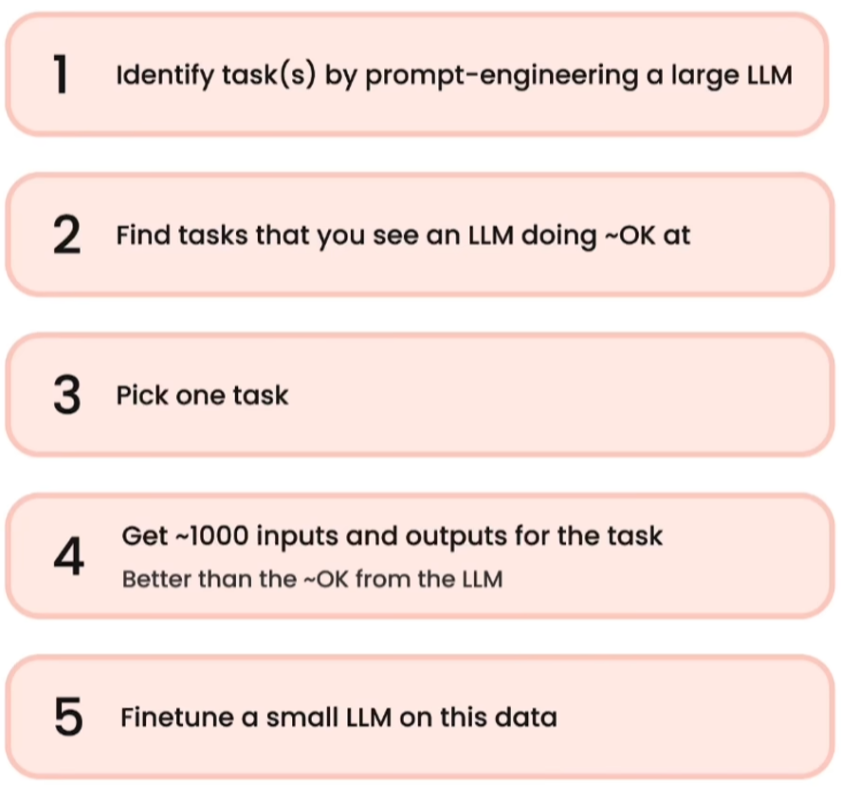 1 Identify task(s) by prompt-engineering a large LLM
2 Find tasks that you see an LLM doing ~OK at
3 Pick one task
4 Get ~1000 inputs and outputs for the task
Better than the ~OK from the LLM
5 Finetune a small LLM on this data